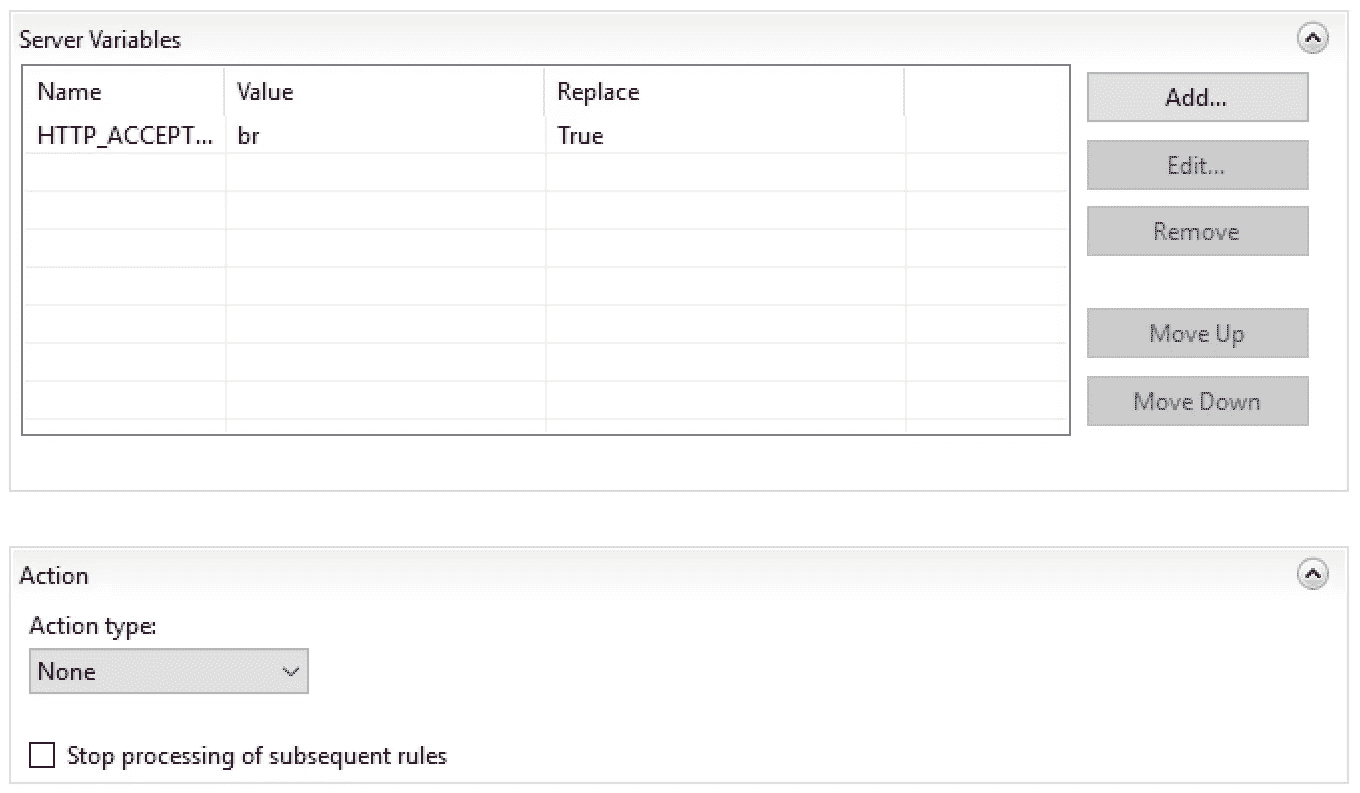 Server Variables
Name Value Replace
HTTP_ACCEPT... br True
Add...
Edit...
Remove
Move Up
Move Down
Action
Action type:
None
Stop processing of subsequent rules